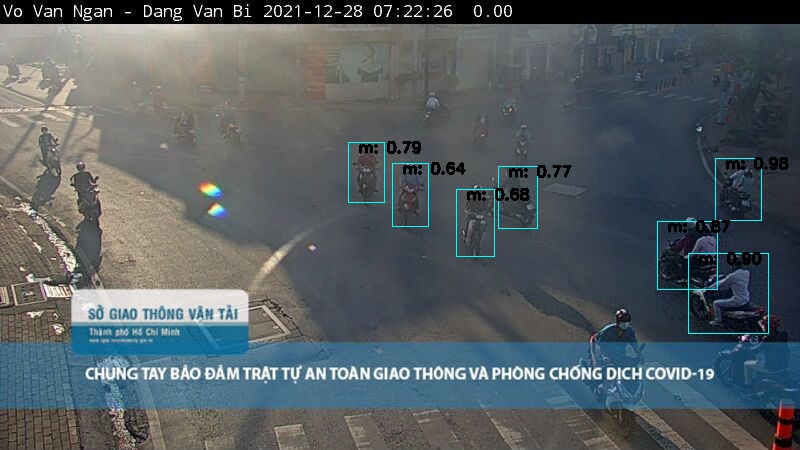 Vo Van Ngan - Dang Van Bi 2021-12-28 07:22:26 0.00
m: 0.79
m: 0.64
m: 0.68
m: 0.77
m: 0.98
m: 0.87
m: 0.90
SỞ GIAO THÔNG VẬN TẢI
Thành phố Hồ Chí Minh
CHUNG TAY BẢO ĐẢM TRẬT TỰ AN TOÀN GIAO THÔNG VÀ PHÒNG CHỐNG DỊCH COVID-19